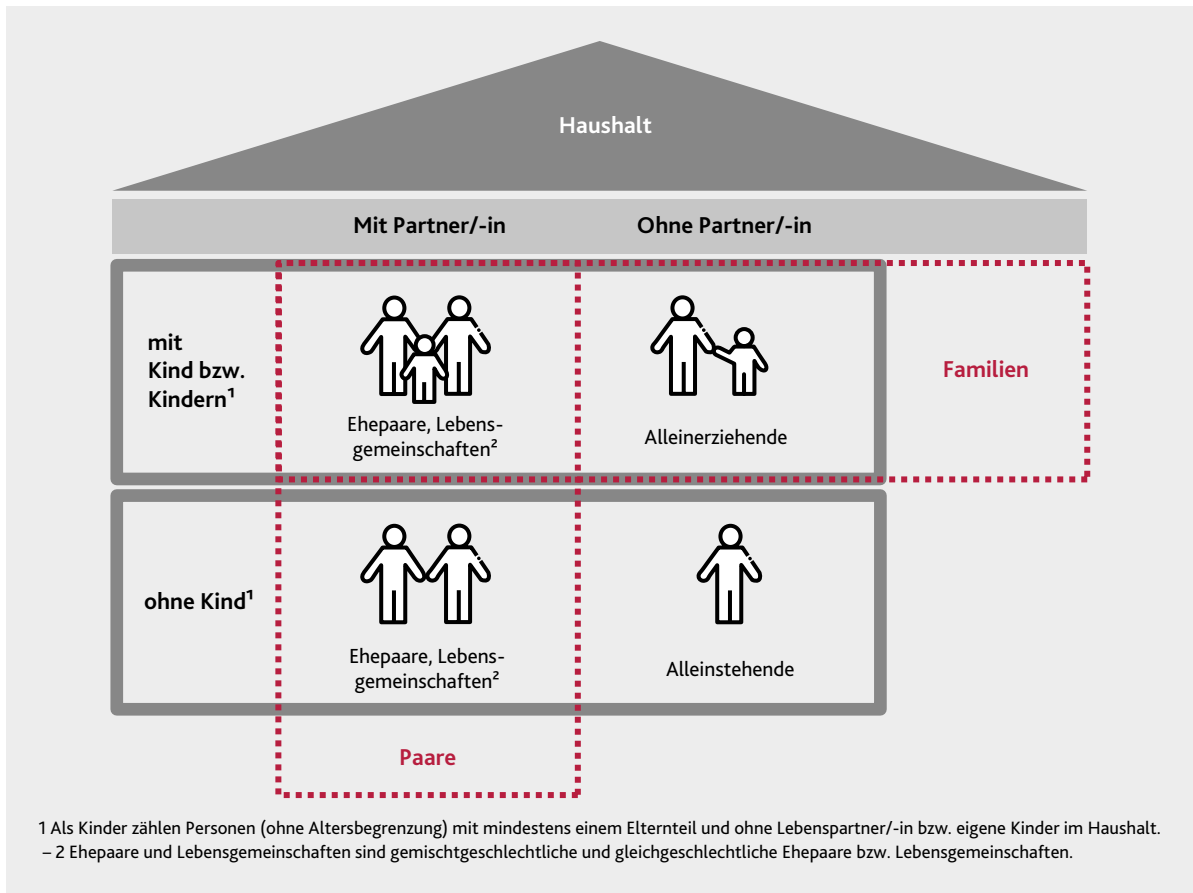 Haushalt
Mit Partner/-in
Ohne Partner/-in
mit
Kind bzw.
Kindern¹
Ehepaare, Lebens-
gemeinschaften²
Alleinerziehende
Familien
ohne Kind¹
Ehepaare, Lebens-
gemeinschaften²
Alleinstehende
Paare
1 Als Kinder zählen Personen (ohne Altersbegrenzung) mit mindestens einem Elternteil und ohne Lebenspartner/-in bzw. eigene Kinder im Haushalt.
– 2 Ehepaare und Lebensgemeinschaften sind gemischtgeschlechtliche und gleichgeschlechtliche Ehepaare bzw. Lebensgemeinschaften.